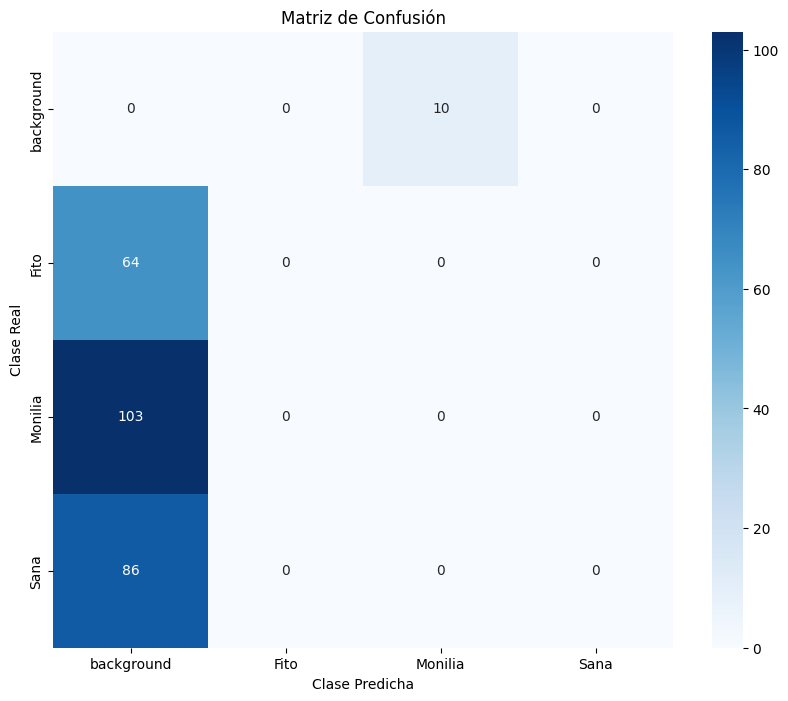 Matriz de Confusión
Clase Real
background
Fito
Monilia
Sana
0 0 10 0
64 0 0 0
103 0 0 0
86 0 0 0
background Fito Monilia Sana
Clase Predicha
100
80
60
40
20
0